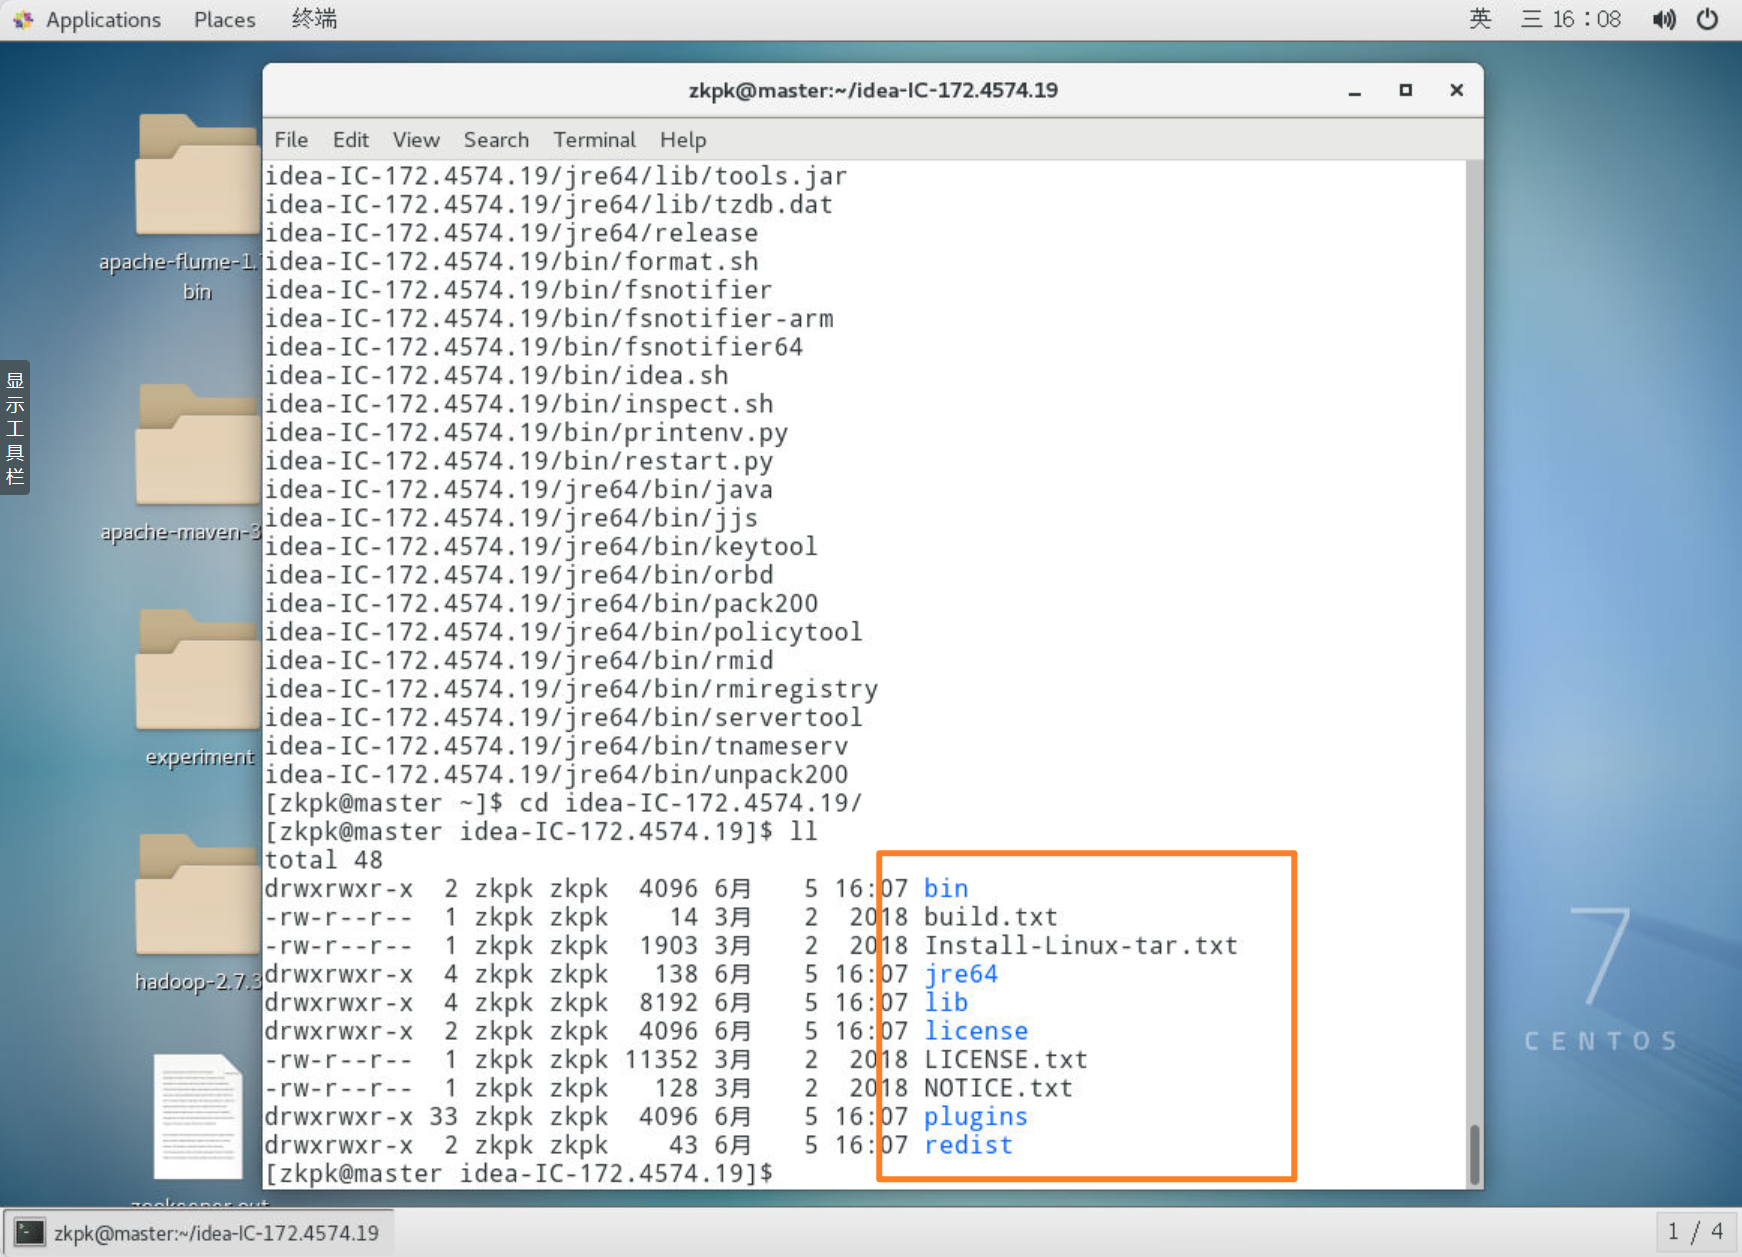 Applications Places 终端
英 三 16：08
zkpk@master:~/idea-IC-172.4574.19
File Edit View Search Terminal Help
idea-IC-172.4574.19/jre64/lib/tools.jar
idea-IC-172.4574.19/jre64/lib/tzdb.dat
idea-IC-172.4574.19/jre64/release
idea-IC-172.4574.19/bin/format.sh
idea-IC-172.4574.19/bin/fsnotifier
idea-IC-172.4574.19/bin/fsnotifier-arm
idea-IC-172.4574.19/bin/fsnotifier64
idea-IC-172.4574.19/bin/idea.sh
idea-IC-172.4574.19/bin/inspect.sh
idea-IC-172.4574.19/bin/printenv.py
idea-IC-172.4574.19/bin/restart.py
idea-IC-172.4574.19/jre64/bin/java
idea-IC-172.4574.19/jre64/bin/jjs
idea-IC-172.4574.19/jre64/bin/keytool
idea-IC-172.4574.19/jre64/bin/orbd
idea-IC-172.4574.19/jre64/bin/pack200
idea-IC-172.4574.19/jre64/bin/policytool
idea-IC-172.4574.19/jre64/bin/rmid
idea-IC-172.4574.19/jre64/bin/rmiregistry
idea-IC-172.4574.19/jre64/bin/servertool
idea-IC-172.4574.19/jre64/bin/tnameserv
idea-IC-172.4574.19/jre64/bin/unpack200
[zkpk@master ~]$ cd idea-IC-172.4574.19/
[zkpk@master idea-IC-172.4574.19]$ ll
total 48
drwxrwxr-x 2 zkpk zkpk 4096 6月 5 16:07 bin
-rw-r--r-- 1 zkpk zkpk 14 3月 2 2018 build.txt
-rw-r--r-- 1 zkpk zkpk 1903 3月 2 2018 Install-Linux-tar.txt
drwxrwxr-x 4 zkpk zkpk 138 6月 5 16:07 jre64
drwxrwxr-x 4 zkpk zkpk 8192 6月 5 16:07 lib
drwxrwxr-x 2 zkpk zkpk 4096 6月 5 16:07 license
-rw-r--r-- 1 zkpk zkpk 11352 3月 2 2018 LICENSE.txt
-rw-r--r-- 1 zkpk zkpk 128 3月 2 2018 NOTICE.txt
drwxrwxr-x 33 zkpk zkpk 4096 6月 5 16:07 plugins
drwxrwxr-x 2 zkpk zkpk 43 6月 5 16:07 redist
[zkpk@master idea-IC-172.4574.19]$
apache-flume-1.
bin
apache-maven-3
experiment
hadoop-2.7.3
显示工具栏
7
CENTOS
zkpk@master:~/idea-IC-172.4574.19
1 / 4